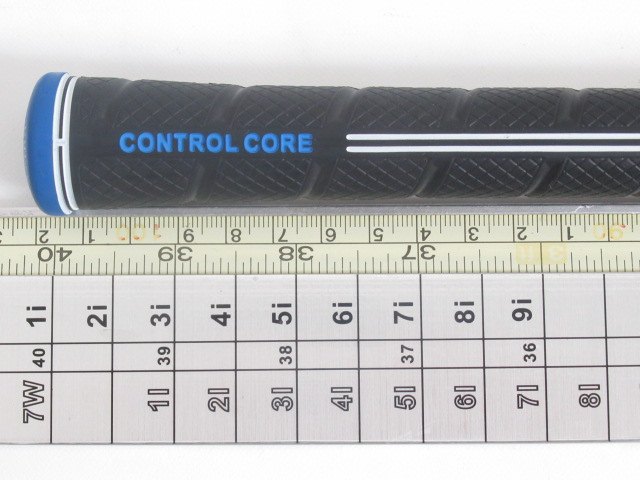 CONTROL CORE
3 2 1 9 8 7 6 5 4 3 2 1
40 39 38 37
1i 2i 3i 4i 5i 6i 7i 8i 9i
40 39 38 37 36
7W 1I 2I 3I 4I 5I 6I 7I 8I